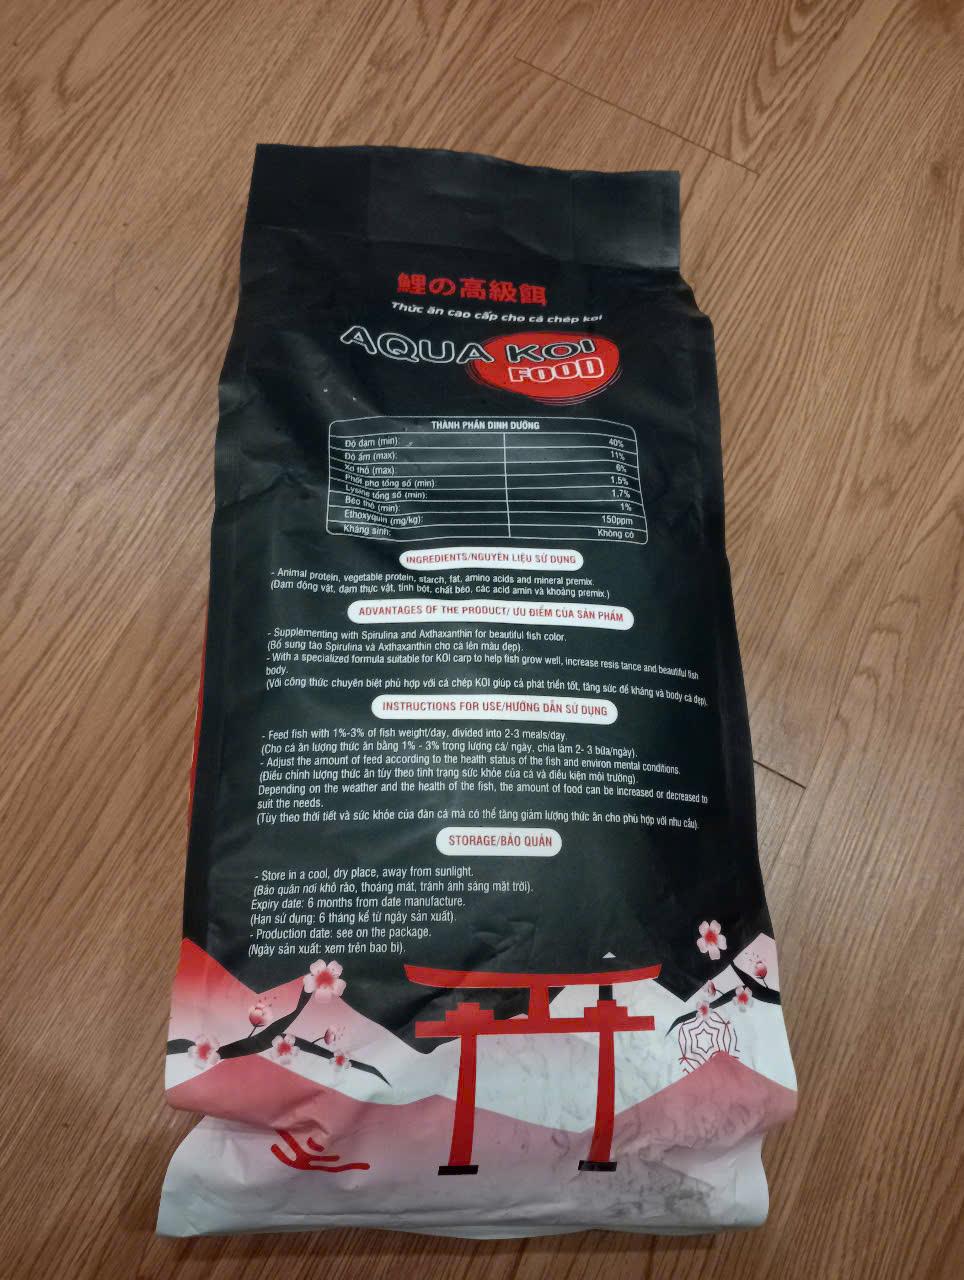 鯉の高級餌
Thức ăn cao cấp cho cá chép koi
AQUA KOI
FOOD
THÀNH PHẦN DINH DƯỠNG
Độ đạm (min): 40%
Độ ẩm (max): 11%
Xơ thô (max) 6%
Phốt pho tổng số (min) 1,5%
Lysine tổng số (min): 1,7%
Béo thô (min): 1%
Ethoxyquin (mg/kg): 150ppm
Kháng sinh: Không có
INGREDIENTS/NGUYÊN LIỆU SỬ DỤNG
- Animal protein, vegetable protein, starch, fat, amino acids and mineral premix.
(Đạm động vật, đạm thực vật, tinh bột, chất béo, các acid amin và khoáng premix.)
ADVANTAGES OF THE PRODUCT/ ƯU ĐIỂM CỦA SẢN PHẨM
- Supplementing with Spirulina and Axthaxanthin for beautiful fish color.
(Bổ sung tảo Spirulina và Axthaxanthin cho cá lên màu đẹp).
- With a specialized formula suitable for KOI carp to help fish grow well, increase resis tance and beautiful fish
body.
(Với công thức chuyên biệt phù hợp với cá chép KOI giúp cá phát triển tốt, tăng sức đề kháng và body cá đẹp).
INSTRUCTIONS FOR USE/HƯỚNG DẪN SỬ DỤNG
- Feed fish with 1%-3% of fish weight/day, divided into 2-3 meals/day.
(Cho cá ăn lượng thức ăn bằng 1% - 3% trọng lượng cá/ ngày, chia làm 2- 3 bữa/ngày).
- Adjust the amount of feed according to the health status of the fish and environ mental conditions.
(Điều chỉnh lượng thức ăn tùy theo tình trạng sức khỏe của cá và điều kiện môi trường).
Depending on the weather and the health of the fish, the amount of food can be increased or decreased to
suit the needs.
(Tùy theo thời tiết và sức khỏe của đàn cá mà có thể tăng giảm lượng thức ăn cho phù hợp với nhu cầu).
STORAGE/BẢO QUẢN
- Store in a cool, dry place, away from sunlight.
(Bảo quản nơi khô ráo, thoáng mát, tránh ánh sáng mặt trời).
Expiry date: 6 months from date manufacture.
(Hạn sử dụng: 6 tháng kể từ ngày sản xuất).
- Production date: see on the package.
(Ngày sản xuất: xem trên bao bì).